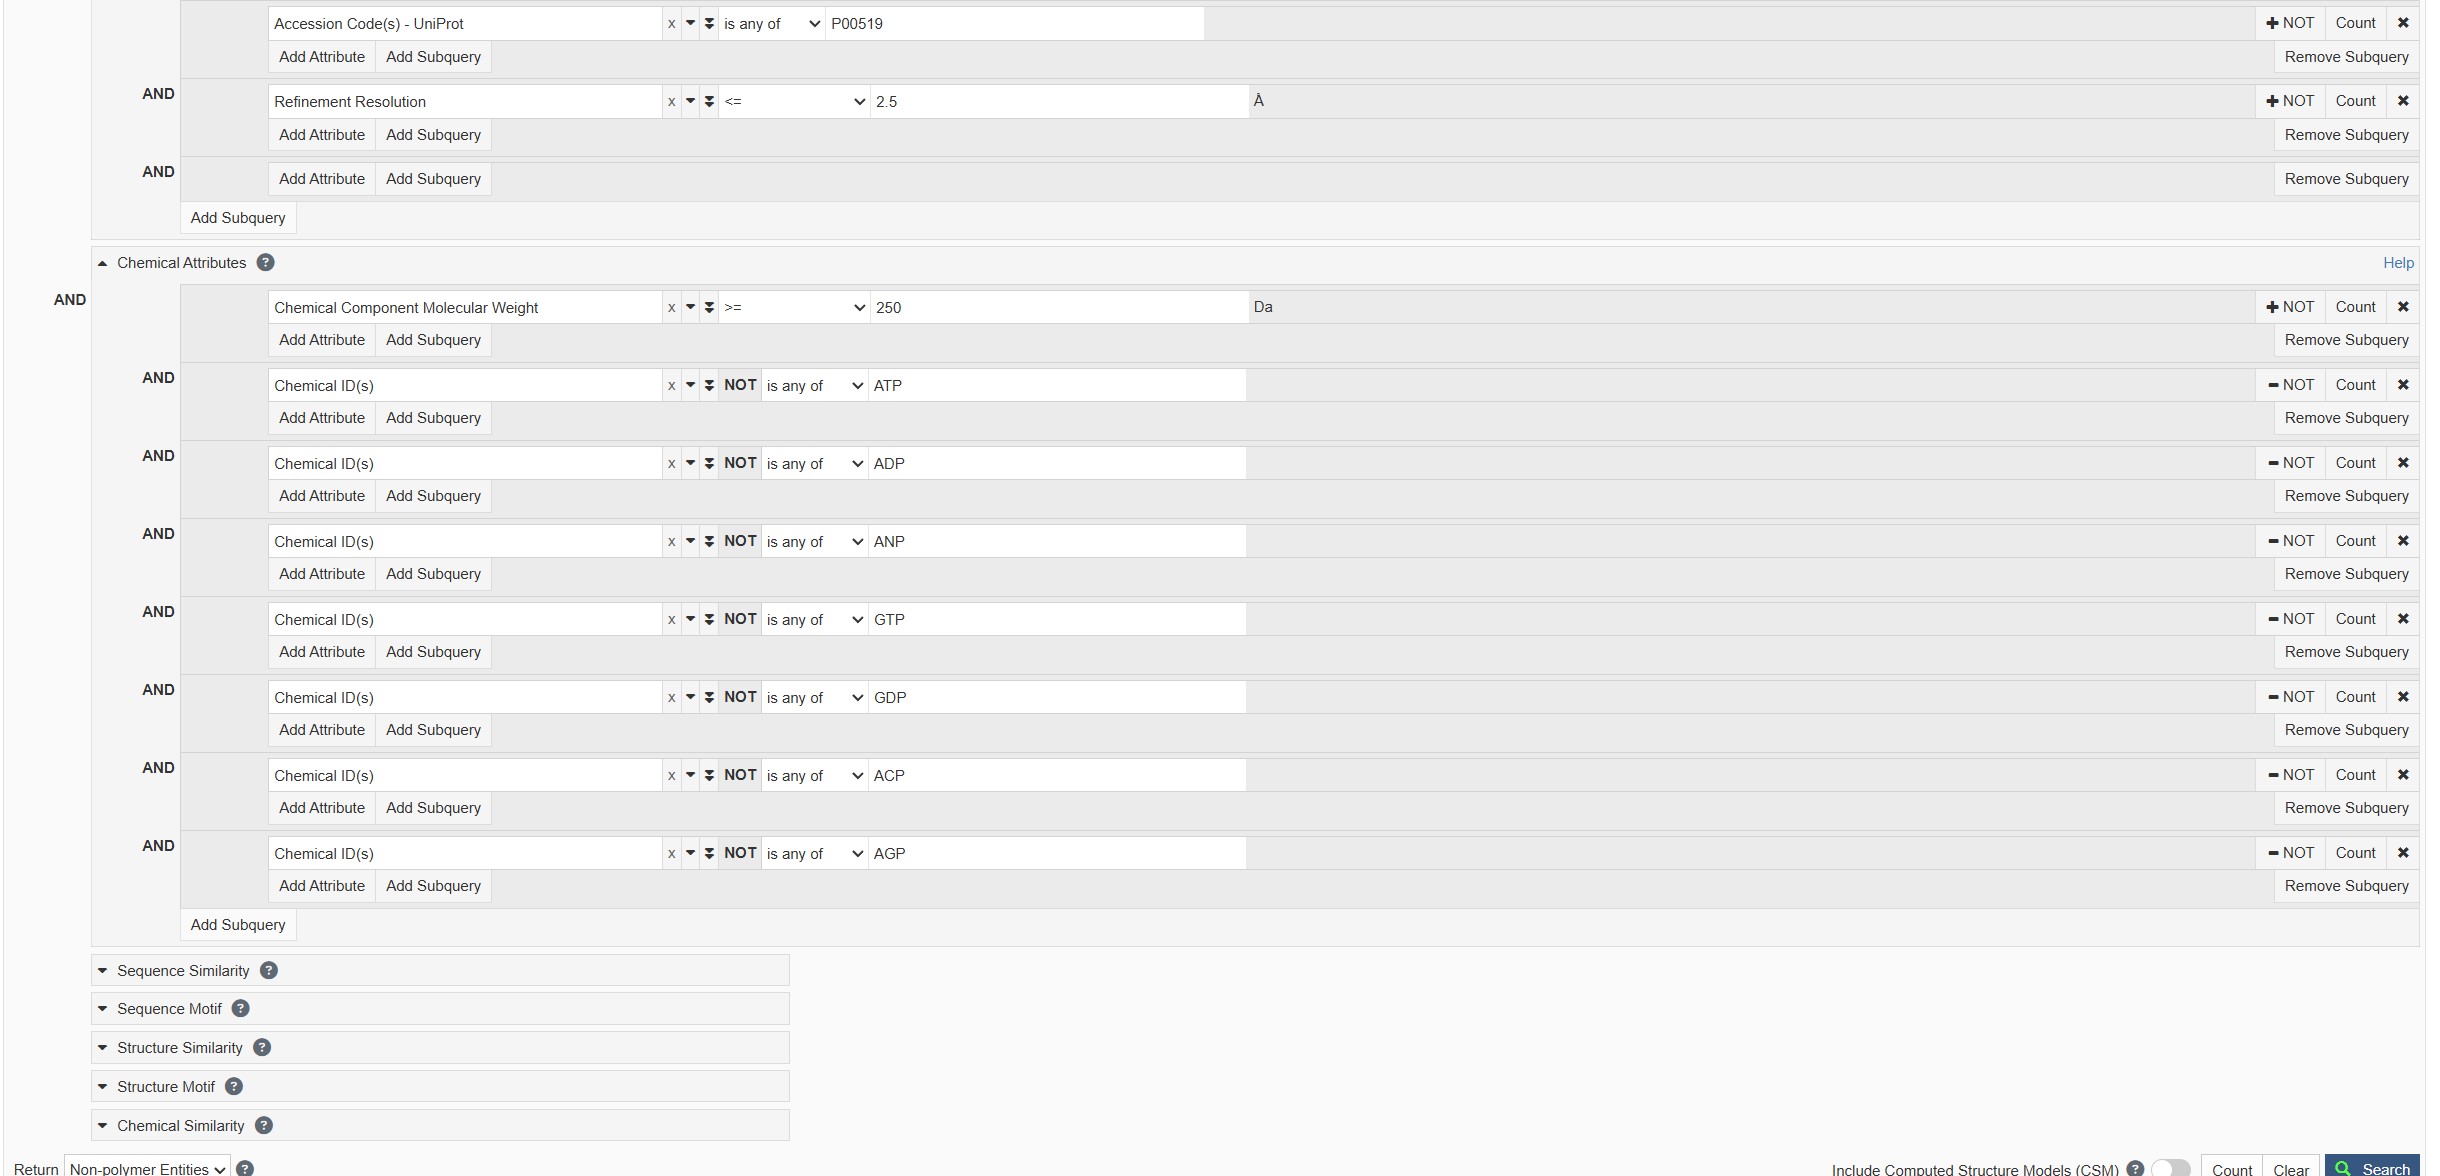 Accession Code(s) - UniProt x is any of P00519 NOT Count
Add Attribute Add Subquery Remove Subquery
AND Refinement Resolution x <= 2.5 Å NOT Count
Add Attribute Add Subquery Remove Subquery
AND Add Attribute Add Subquery Remove Subquery
Add Subquery
Chemical Attributes ? Help
AND Chemical Component Molecular Weight x >= 250 Da NOT Count
Add Attribute Add Subquery Remove Subquery
AND Chemical ID(s) x NOT is any of ATP NOT Count
Add Attribute Add Subquery Remove Subquery
AND Chemical ID(s) x NOT is any of ADP NOT Count
Add Attribute Add Subquery Remove Subquery
AND Chemical ID(s) x NOT is any of ANP NOT Count
Add Attribute Add Subquery Remove Subquery
AND Chemical ID(s) x NOT is any of GTP NOT Count
Add Attribute Add Subquery Remove Subquery
AND Chemical ID(s) x NOT is any of GDP NOT Count
Add Attribute Add Subquery Remove Subquery
AND Chemical ID(s) x NOT is any of ACP NOT Count
Add Attribute Add Subquery Remove Subquery
AND Chemical ID(s) x NOT is any of AGP NOT Count
Add Attribute Add Subquery Remove Subquery
Add Subquery
Sequence Similarity ?
Sequence Motif ?
Structure Similarity ?
Structure Motif ?
Chemical Similarity ?
Return Non-polymer Entities ? Include Computed Structure Models (CSM) ? Count Clear Search